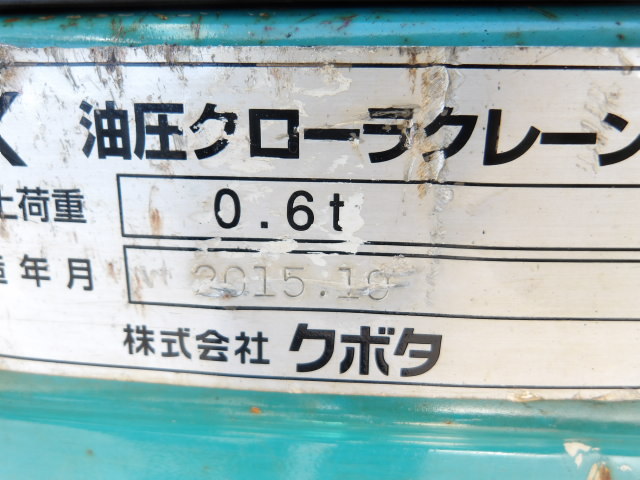 油圧クローラクレーン
上荷重 0.6t
年月 2015.10
株式会社 クボタ